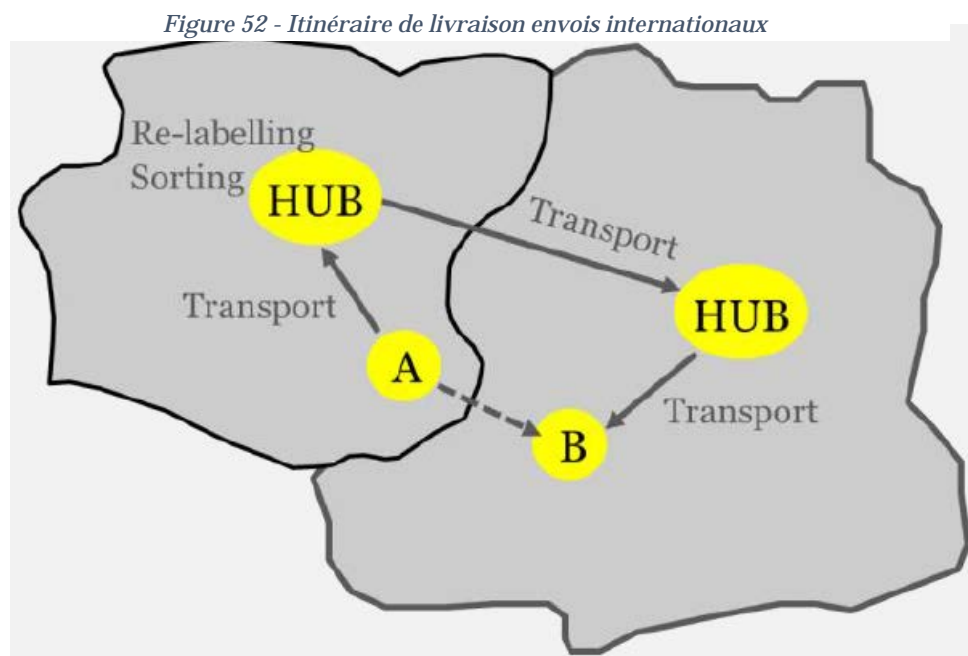 Figure 52 - Itinéraire de livraison envois internationaux
Re-labelling
Sorting
HUB
Transport
Transport
HUB
A
B
Transport